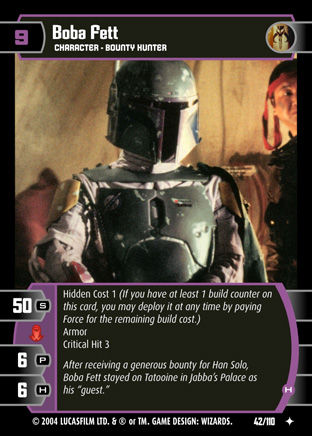 9
Boba Fett
CHARACTER · BOUNTY HUNTER
50 S
6 P
6 H
Hidden Cost 1 (If you have at least 1 build counter on
this card, you may deploy it at any time by paying
Force for the remaining build cost.)
Armor
Critical Hit 3
After receiving a generous bounty for Han Solo,
Boba Fett stayed on Tatooine in Jabba's Palace as
his "guest."
H
© 2004 LUCASFILM LTD. & ® or TM. GAME DESIGN: WIZARDS.
42/110